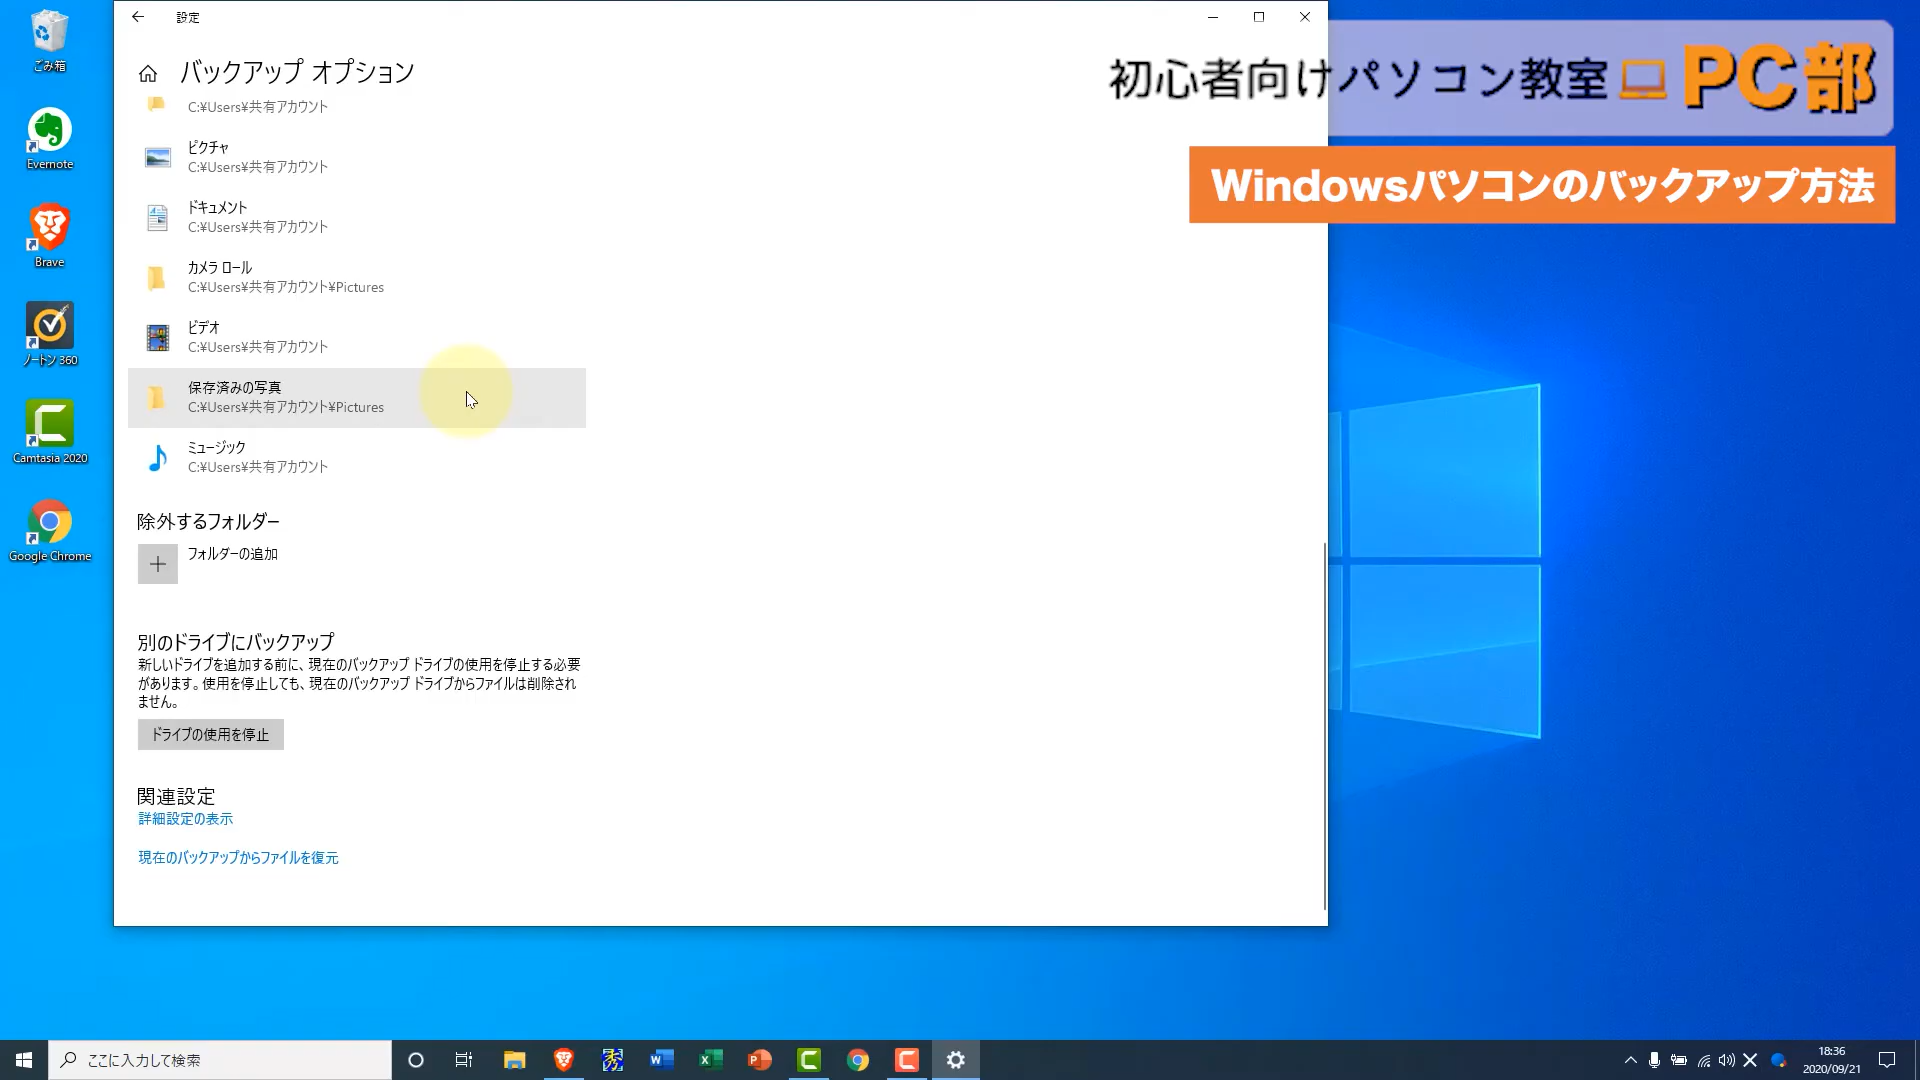 設定
バックアップ オプション
C:¥Users¥共有アカウント
ピクチャ
C:¥Users¥共有アカウント
ドキュメント
C:¥Users¥共有アカウント
カメラ ロール
C:¥Users¥共有アカウント¥Pictures
ビデオ
C:¥Users¥共有アカウント
保存済みの写真
C:¥Users¥共有アカウント¥Pictures
ミュージック
C:¥Users¥共有アカウント
除外するフォルダー
フォルダーの追加
別のドライブにバックアップ
新しいドライブを追加する前に、現在のバックアップ ドライブの使用を停止する必要
があります。使用を停止しても、現在のバックアップ ドライブからファイルは削除され
ません。
ドライブの使用を停止
関連設定
詳細設定の表示
現在のバックアップからファイルを復元
初心者向けパソコン教室 PC部
Windowsパソコンのバックアップ方法
ごみ箱
Evernote
Brave
ノートン 360
Camtasia 2020
Google Chrome
ここに入力して検索
18:36
2020/09/21